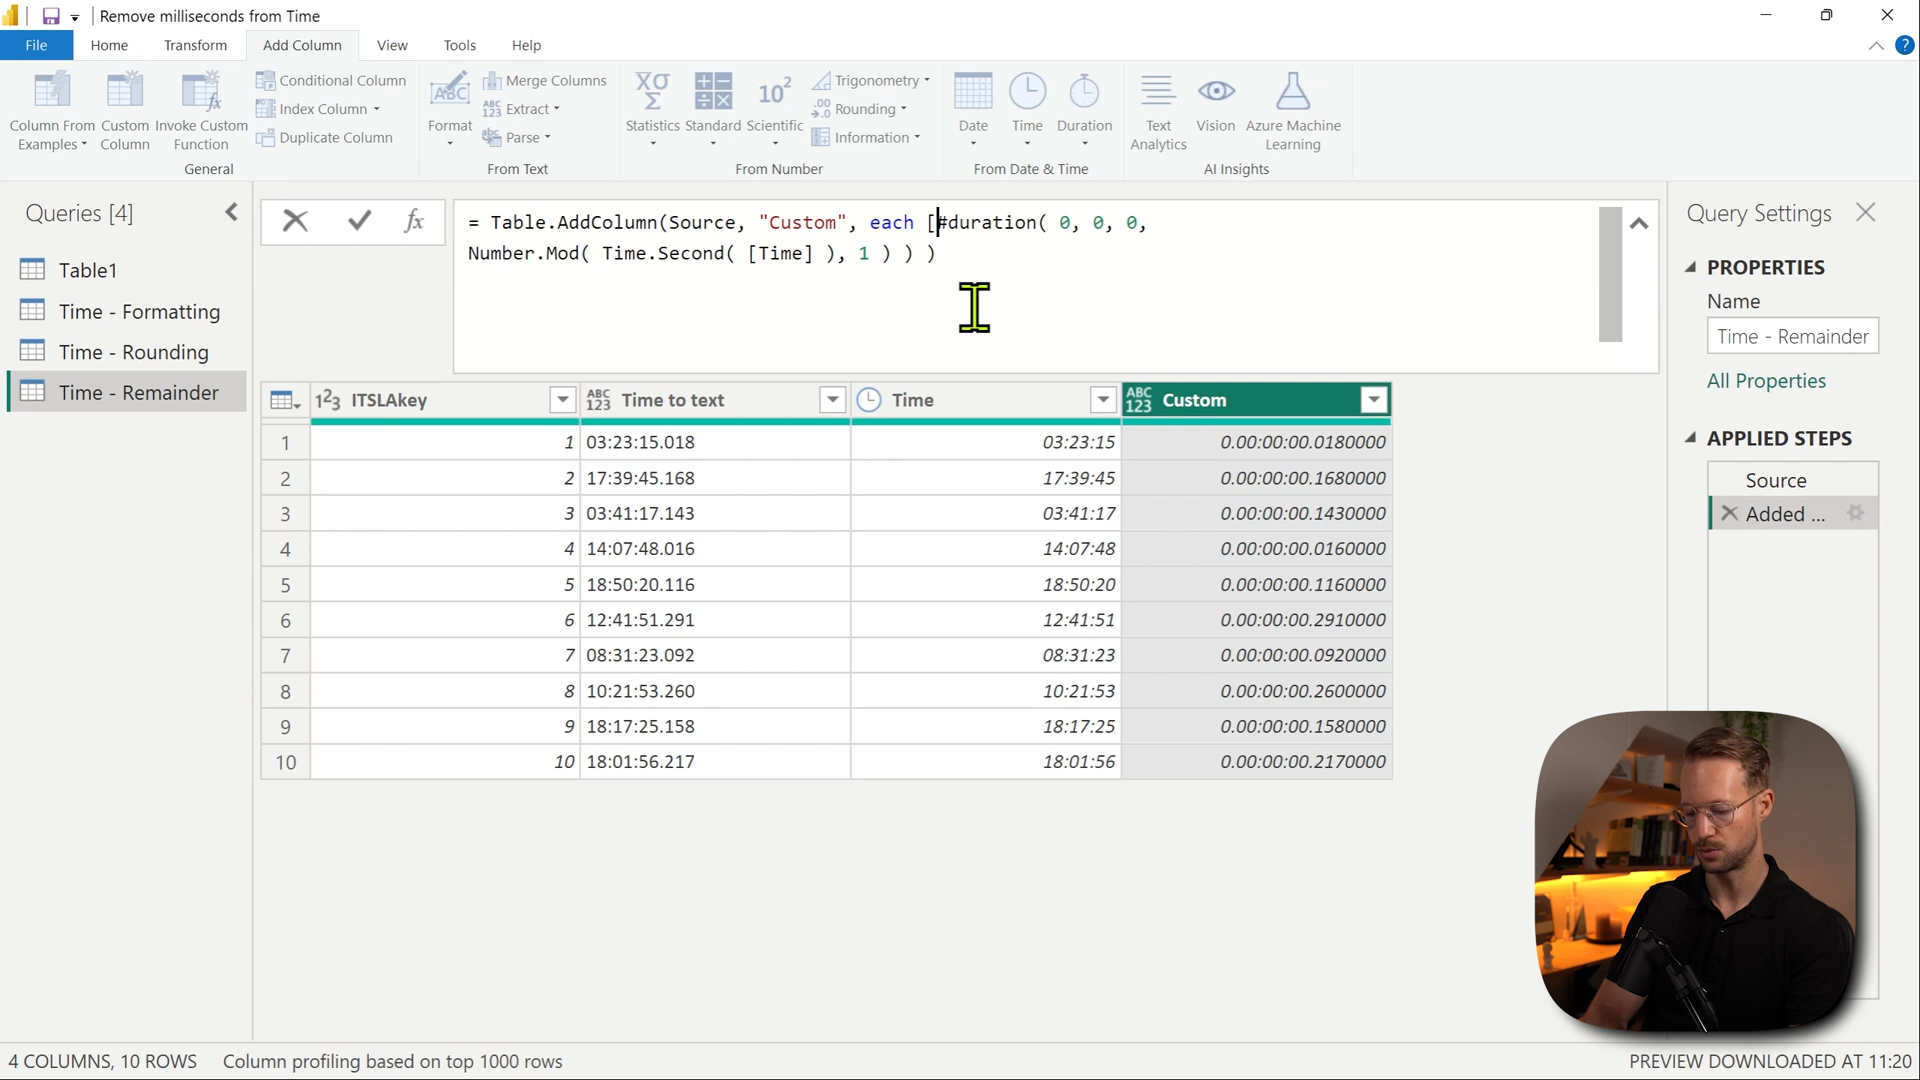 Remove milliseconds from Time
File Home Transform Add Column View Tools Help
Column From Examples
Custom Column
Invoke Custom Function
Conditional Column
Index Column
Duplicate Column
General
Format
Merge Columns
Extract
Parse
From Text
Statistics
Standard
Scientific
Trigonometry
Rounding
Information
From Number
Date
Time
Duration
From Date & Time
Text Analytics
Vision
Azure Machine Learning
AI Insights
Queries [4]
Table1
Time - Formatting
Time - Rounding
Time - Remainder
= Table.AddColumn(Source, "Custom", each [#duration( 0, 0, 0,
Number.Mod( Time.Second( [Time] ), 1 ) ) )
ITSLAkey Time to text Time Custom
1 1 03:23:15.018 03:23:15 0.00:00:00.0180000
2 2 17:39:45.168 17:39:45 0.00:00:00.1680000
3 3 03:41:17.143 03:41:17 0.00:00:00.1430000
4 4 14:07:48.016 14:07:48 0.00:00:00.0160000
5 5 18:50:20.116 18:50:20 0.00:00:00.1160000
6 6 12:41:51.291 12:41:51 0.00:00:00.2910000
7 7 08:31:23.092 08:31:23 0.00:00:00.0920000
8 8 10:21:53.260 10:21:53 0.00:00:00.2600000
9 9 18:17:25.158 18:17:25 0.00:00:00.1580000
10 10 18:01:56.217 18:01:56 0.00:00:00.2170000
Query Settings
PROPERTIES
Name
Time - Remainder
All Properties
APPLIED STEPS
Source
Added ...
4 COLUMNS, 10 ROWS Column profiling based on top 1000 rows
PREVIEW DOWNLOADED AT 11:20